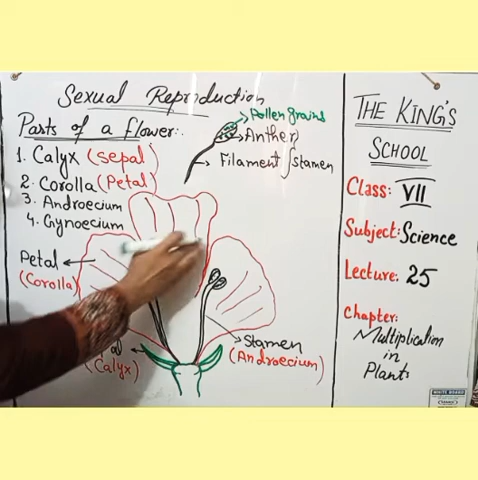 Sexual Reproduction
Parts of a flower:.
1. Calyx (Sepal)
2. Corolla (Petal)
3. Androecium
4. Gynoecium
Pollen grains
Anther
Filament
Stamen
Petal
(Corolla)
(Calyx)
Stamen
(Androecium)
THE KING'S
SCHOOL
Class: VII
Subject: Science
Lecture: 25
Chapter:
Multiplication
in
Plants
WHITE BOARD